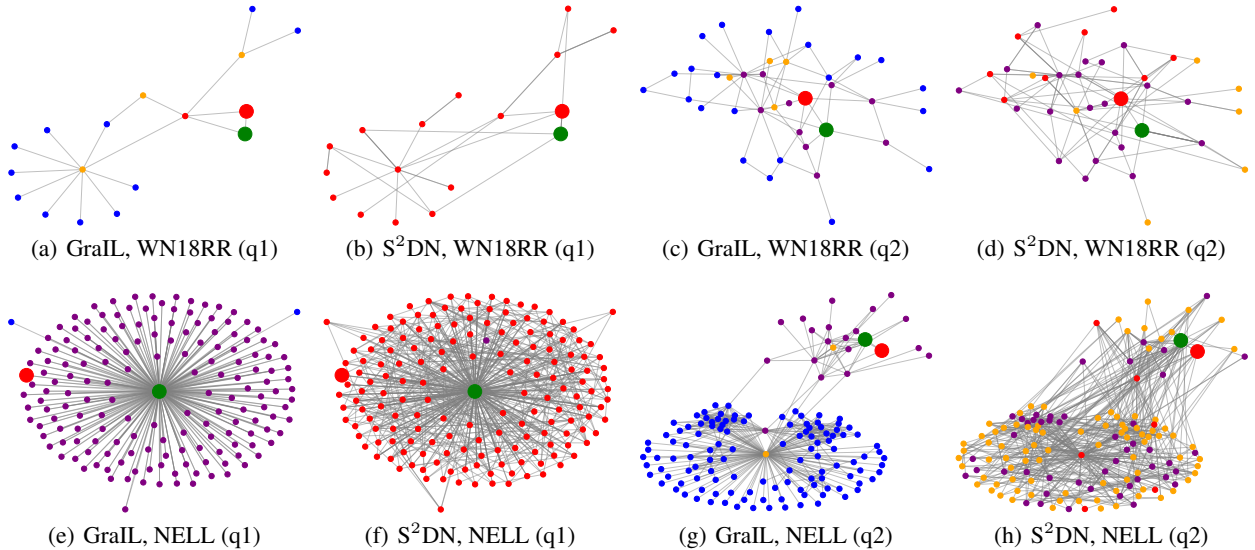 (a) GraIL, WN18RR (q1)
(b) S²DN, WN18RR (q1)
(c) GraIL, WN18RR (q2)
(d) S²DN, WN18RR (q2)
(e) GraIL, NELL (q1)
(f) S²DN, NELL (q1)
(g) GraIL, NELL (q2)
(h) S²DN, NELL (q2)